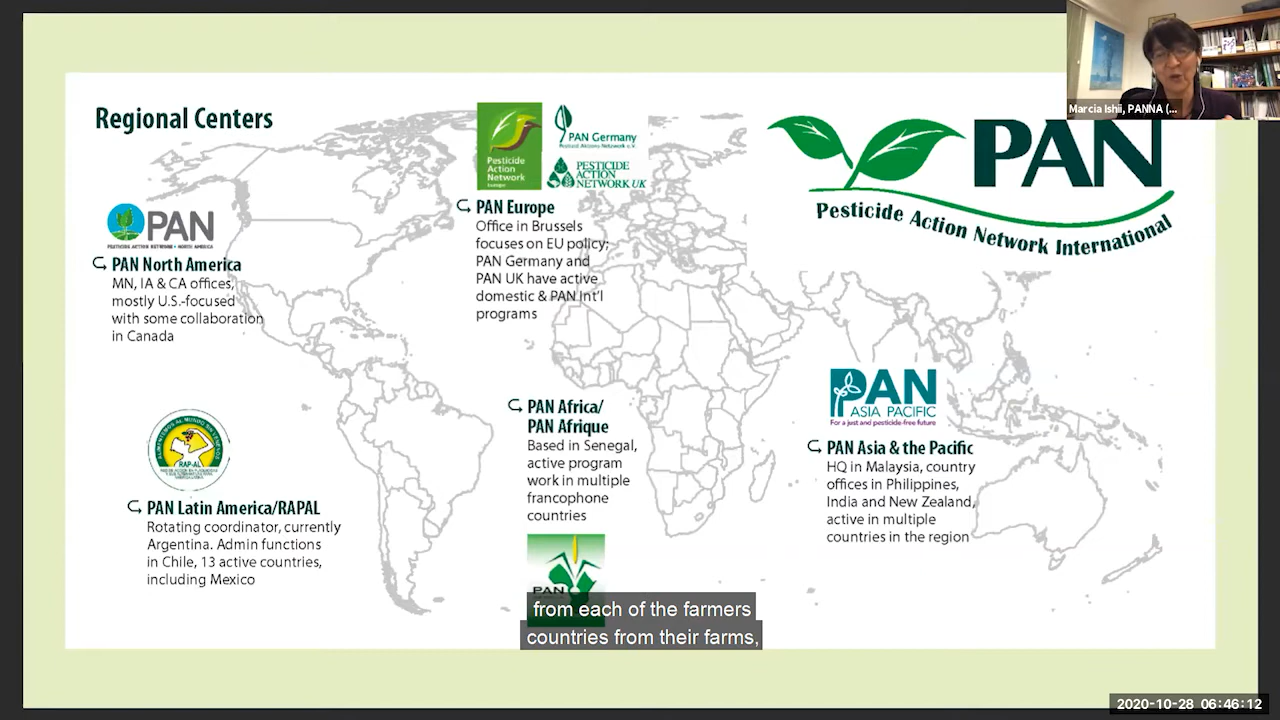 Regional Centers
PAN
PESTICIDE ACTION NETWORK • NORTH AMERICA
PAN North America
MN, IA & CA offices,
mostly U.S.-focused
with some collaboration
in Canada
Pesticide
Action
Network
Europe
PAN Germany
Pestizid Aktions-Netzwerk e.V.
PESTICIDE
ACTION
NETWORK UK
PAN Europe
Office in Brussels
focuses on EU policy;
PAN Germany and
PAN UK have active
domestic & PAN Int'l
programs
PAN
Pesticide Action Network International
Marcia Ishii, PANNA (...
RAP-AL
PAN Latin America/RAPAL
Rotating coordinator, currently
Argentina. Admin functions
in Chile, 13 active countries,
including Mexico
PAN Africa/
PAN Afrique
Based in Senegal,
active program
work in multiple
francophone
countries
PAN
PAN
ASIA PACIFIC
For a just and pesticide-free future
PAN Asia & the Pacific
HQ in Malaysia, country
offices in Philippines,
India and New Zealand,
active in multiple
countries in the region
from each of the farmers
countries from their farms,
2020-10-28 06:46:12